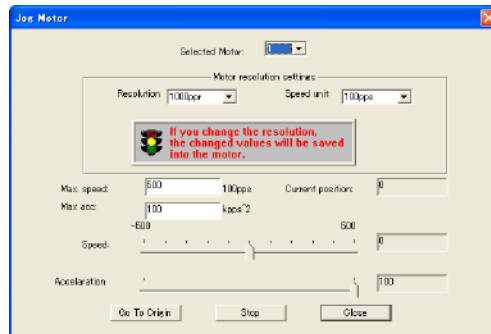 Jog Motor
Selected Motor:
Motor resolution settings
Resolution 1000ppr Speed unit 100pps
If you change the resolution,
the changed values will be saved
into the motor.
Max. speed: 500 100pps Current position: 0
Max acc: 100 kpps^2
-500 500
Speed: 0
Accelaration 100
Go To Origin Stop Close